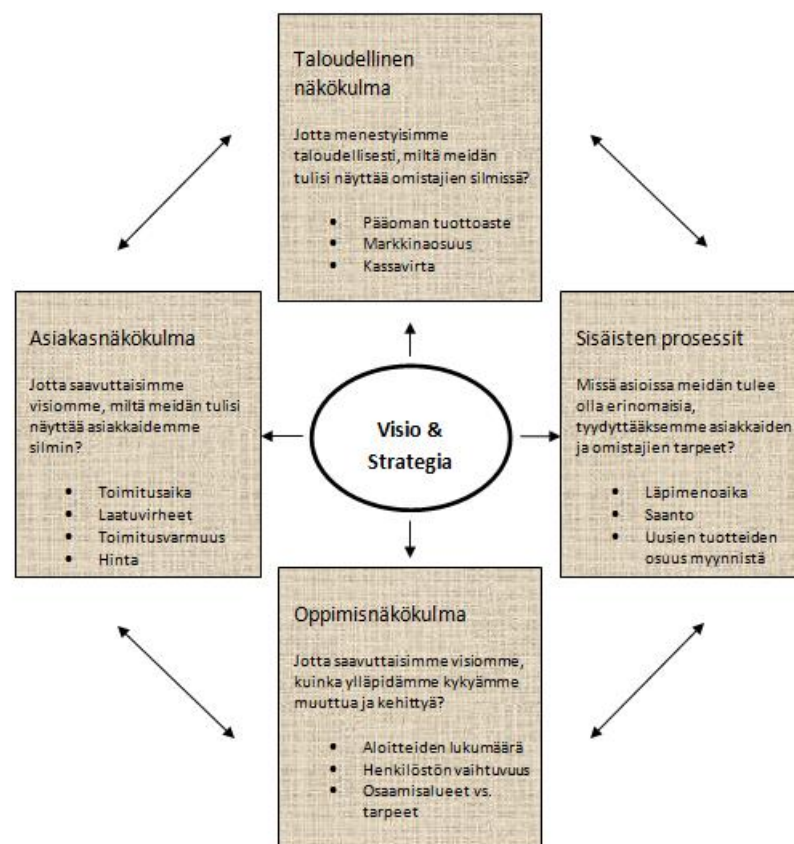 Taloudellinen
näkökulma
Jotta menestyisimme
taloudellisesti, miltä meidän
tulisi näyttää omistajien silmissä?
• Pääoman tuottoaste
• Markkinaosuus
• Kassavirta
Asiakasnäkökulma
Jotta saavuttaisimme
visiomme, miltä meidän tulisi
näyttää asiakkaidemme
silmin?
• Toimitusaika
• Laatuvirheet
• Toimitusvarmuus
• Hinta
Visio &
Strategia
Sisäisten prosessit
Missä asioissa meidän tulee
olla erinomaisia,
tyydyttääksemme asiakkaiden
ja omistajien tarpeet?
• Läpimenoaika
• Saanto
• Uusien tuotteiden
osuus myynnistä
Oppimisnäkökulma
Jotta saavuttaisimme visiomme,
kuinka ylläpidämme kykyämme
muuttua ja kehittyä?
• Aloitteiden lukumäärä
• Henkilöstön vaihtuvuus
• Osaamisalueet vs.
tarpeet